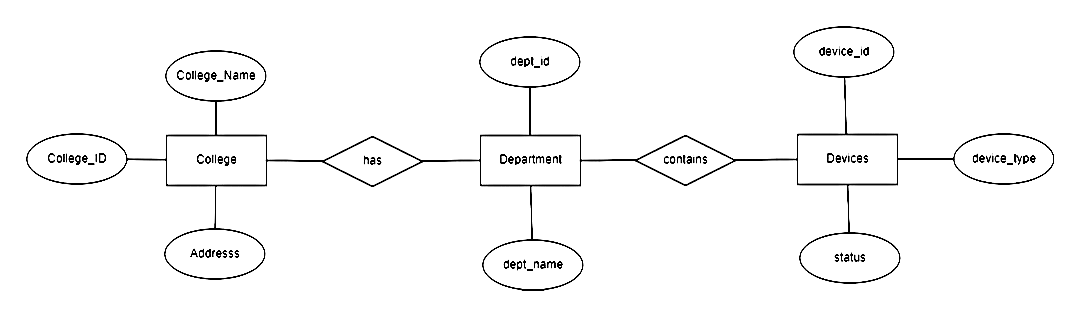 College_Name
College_ID
College
Addresss
has
dept_id
Department
dept_name
contains
device_id
Devices
device_type
status